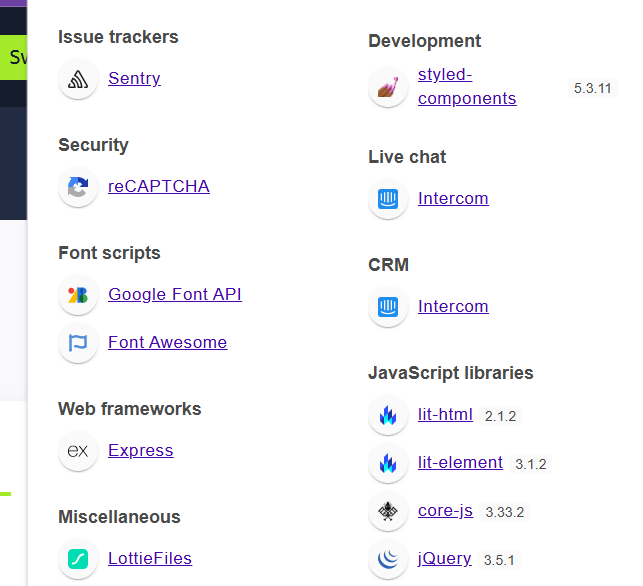 Sv
Issue trackers
Sentry
Security
reCAPTCHA
Font scripts
Google Font API
Font Awesome
Web frameworks
ex
Express
Miscellaneous
LottieFiles
Development
styled-
components
5.3.11
Live chat
Intercom
CRM
Intercom
JavaScript libraries
lit-html 2.1.2
lit-element 3.1.2
core-js 3.33.2
jQuery 3.5.1